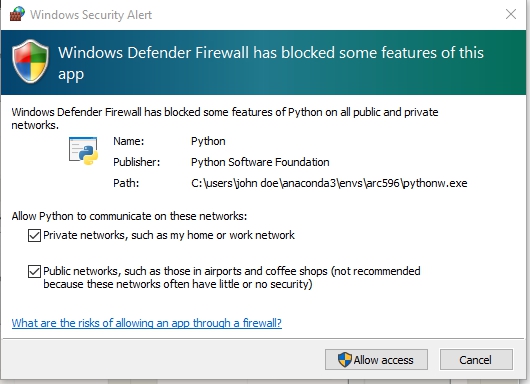 Windows Security Alert
Windows Defender Firewall has blocked some features of this
app
Windows Defender Firewall has blocked some features of Python on all public and private
networks.
Name: Python
Publisher: Python Software Foundation
Path: C:\users\john doe\anaconda3\envs\arc596\pythonw.exe
Allow Python to communicate on these networks:
Private networks, such as my home or work network
Public networks, such as those in airports and coffee shops (not recommended
because these networks often have little or no security)
What are the risks of allowing an app through a firewall?
Allow access Cancel